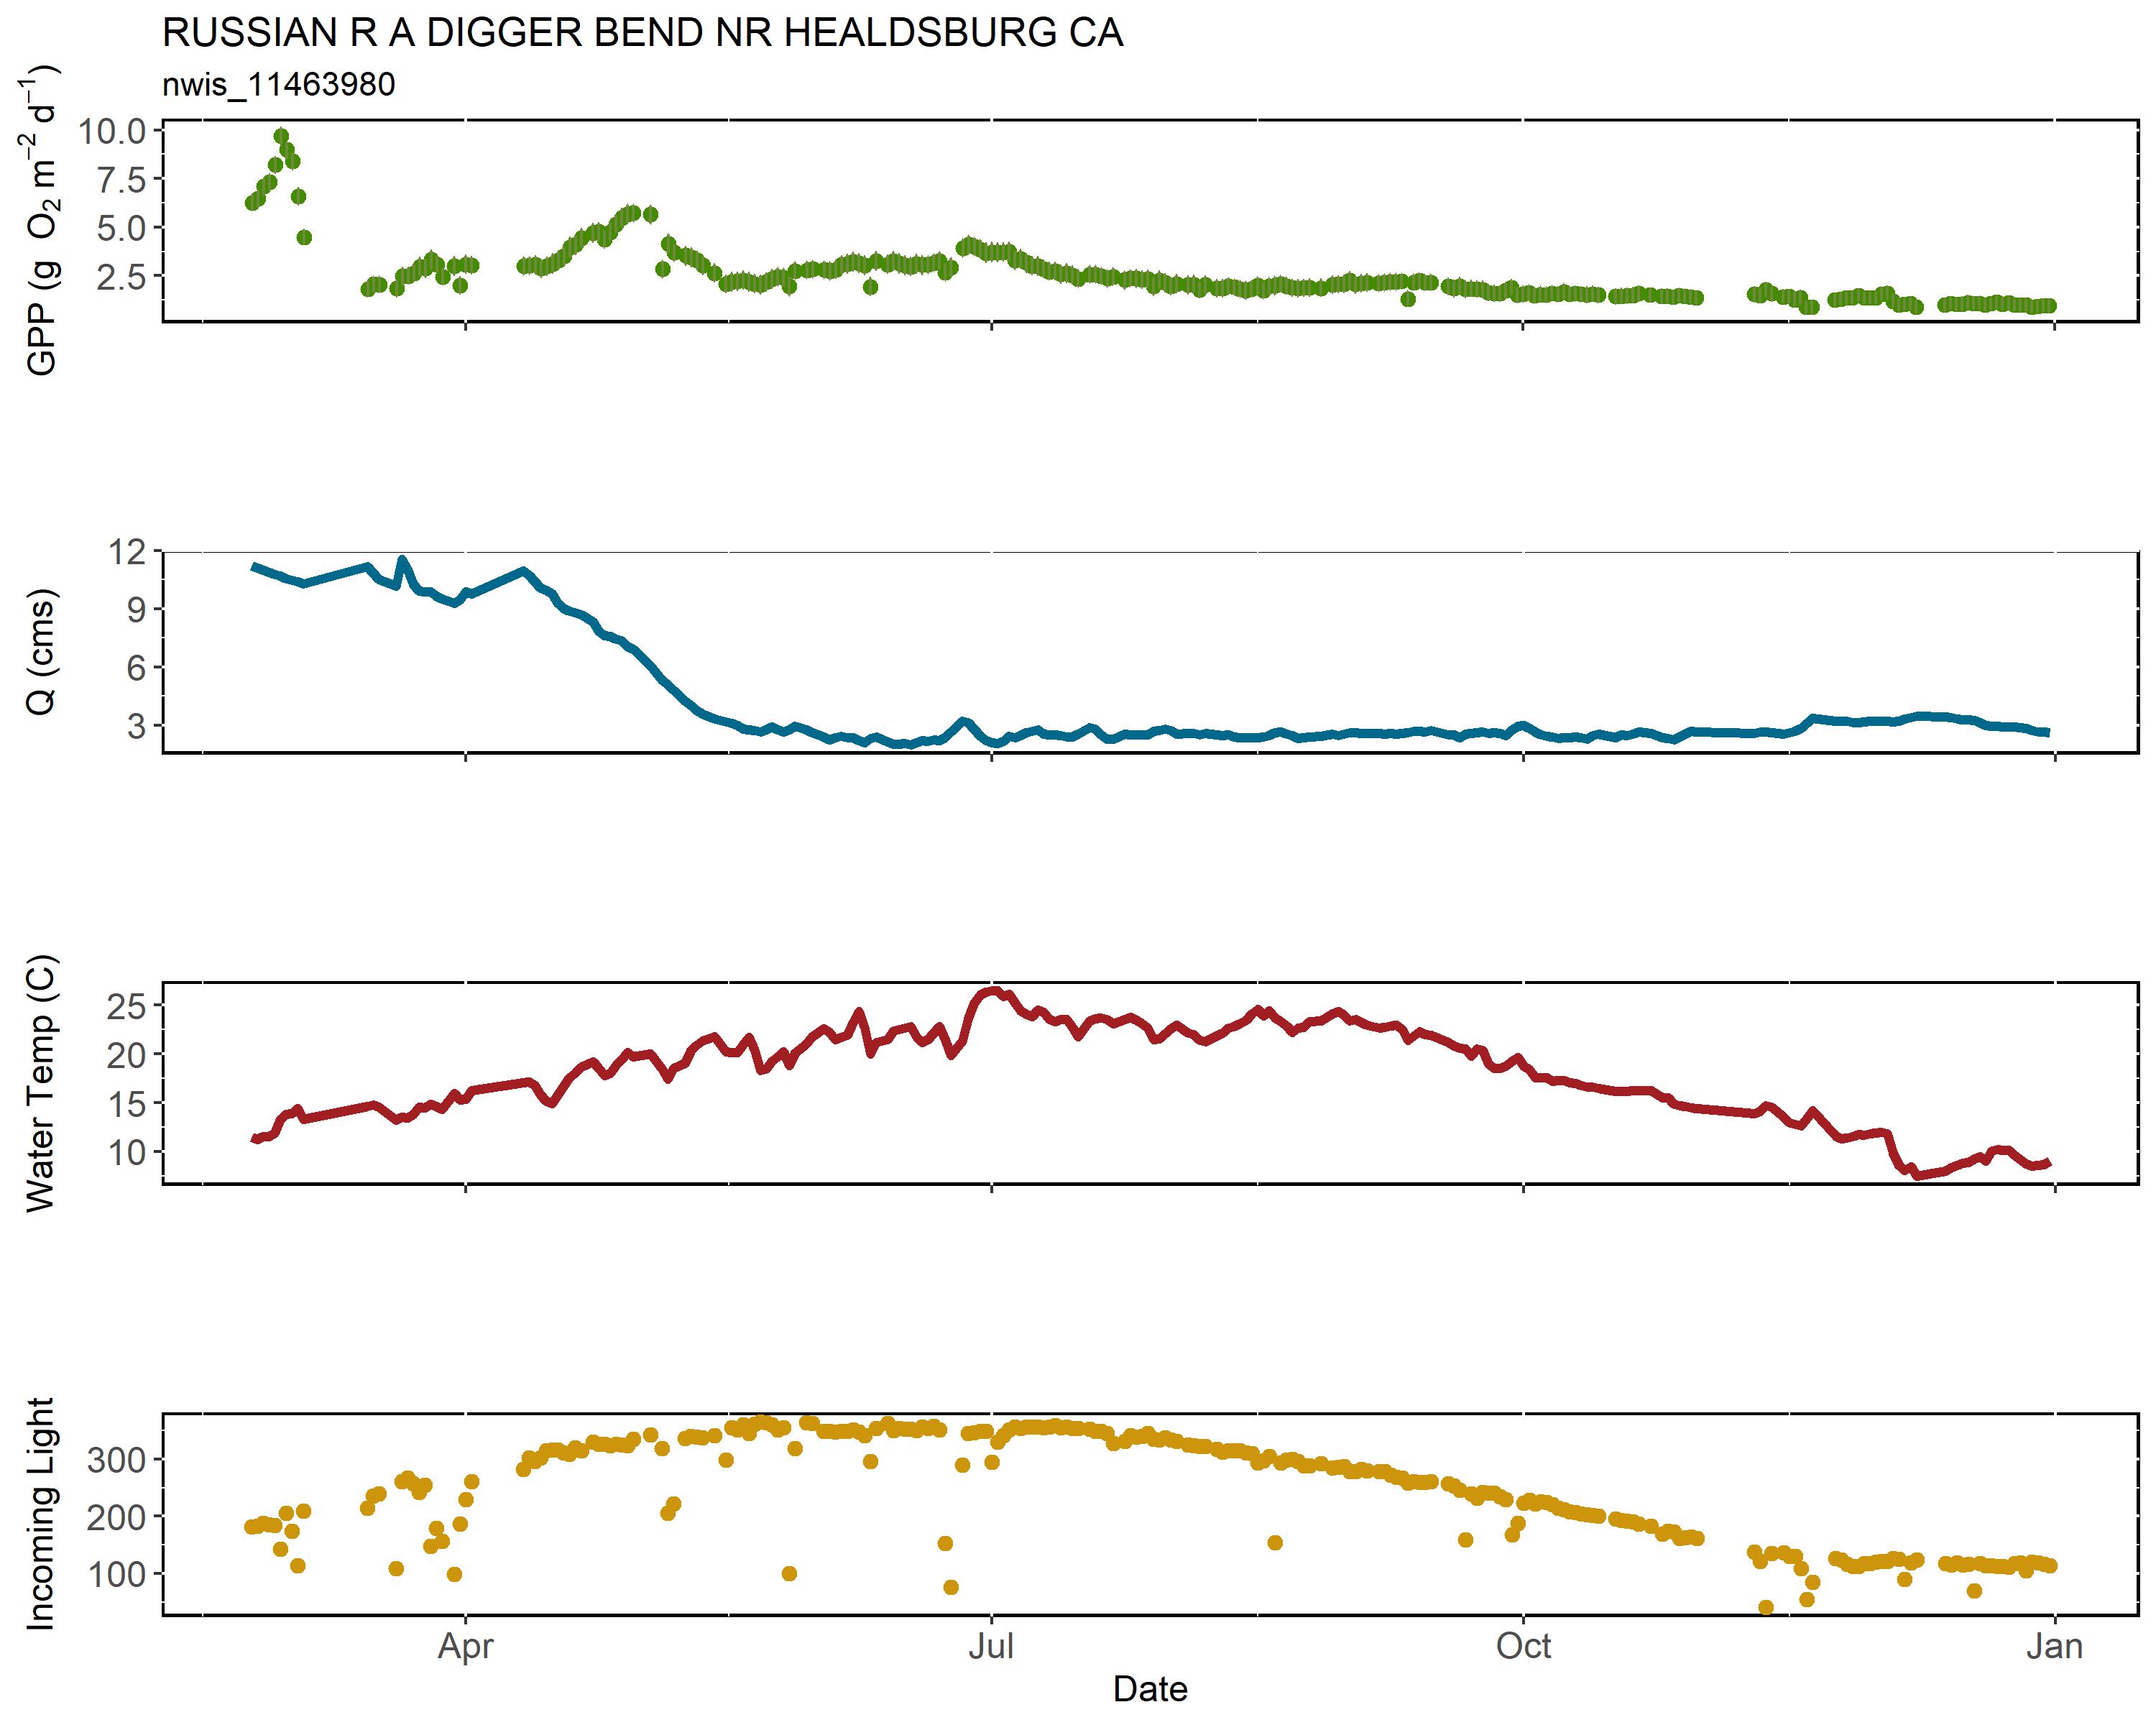 RUSSIAN R A DIGGER BEND NR HEALDSBURG CA
nwis_11463980
GPP (g O₂ m⁻² d⁻¹)
10.0
7.5
5.0
2.5
Q (cms)
12
9
6
3
Water Temp (C)
25
20
15
10
Incoming Light
300
200
100
Apr Jul Oct Jan
Date